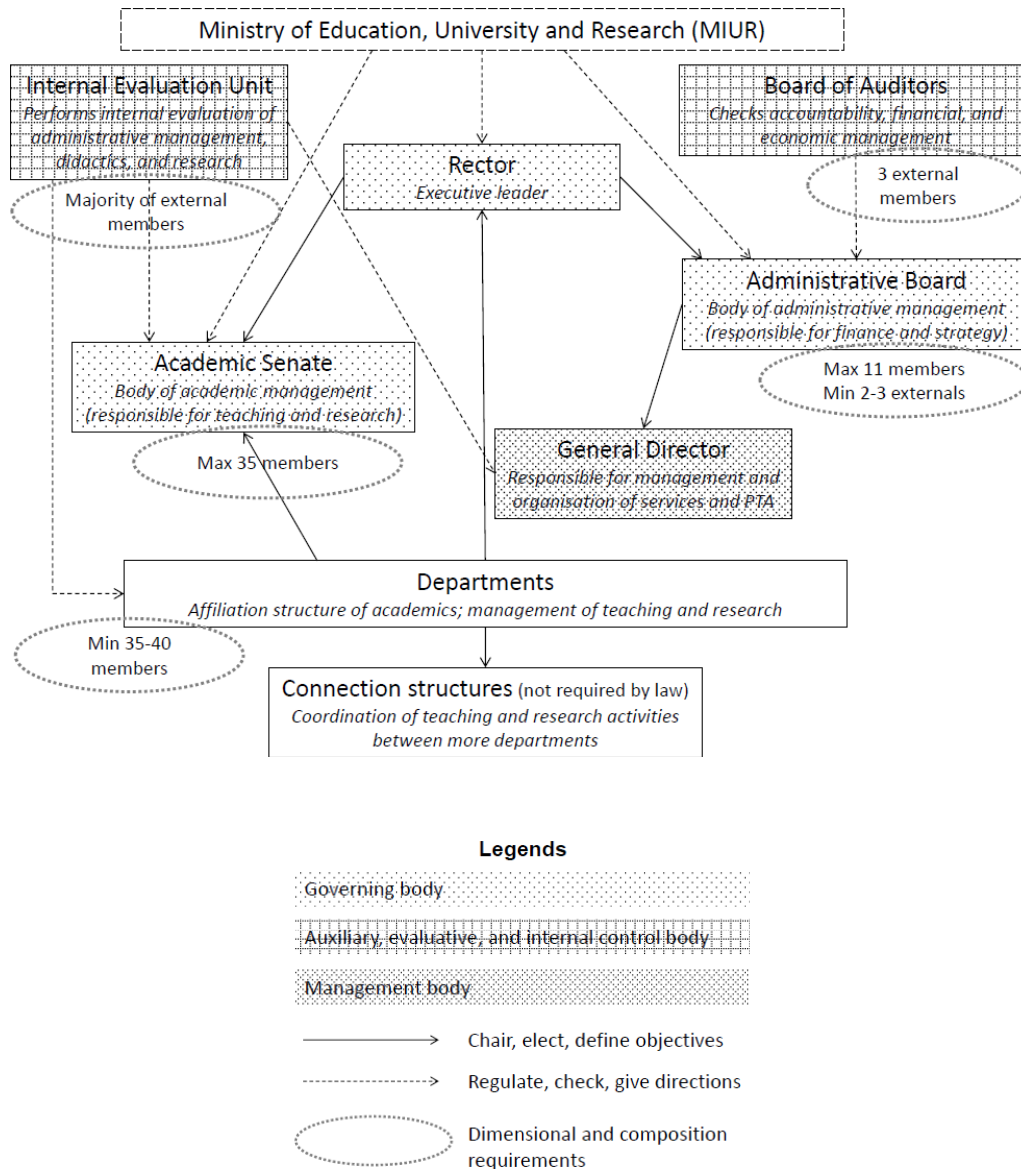 Ministry of Education, University and Research (MIUR)
Internal Evaluation Unit
Performs internal evaluation of
administrative management,
didactics, and research
Majority of external
members
Board of Auditors
Checks accountability, financial, and
economic management
3 external
members
Rector
Executive leader
Administrative Board
Body of administrative management
(responsible for finance and strategy)
Max 11 members
Min 2-3 externals
Academic Senate
Body of academic management
(responsible for teaching and research)
Max 35 members
General Director
Responsible for management and
organisation of services and PTA
Departments
Affiliation structure of academics; management of teaching and research
Min 35-40
members
Connection structures (not required by law)
Coordination of teaching and research activities
between more departments
Legends
Governing body
Auxiliary, evaluative, and internal control body
Management body
Chair, elect, define objectives
Regulate, check, give directions
Dimensional and composition
requirements